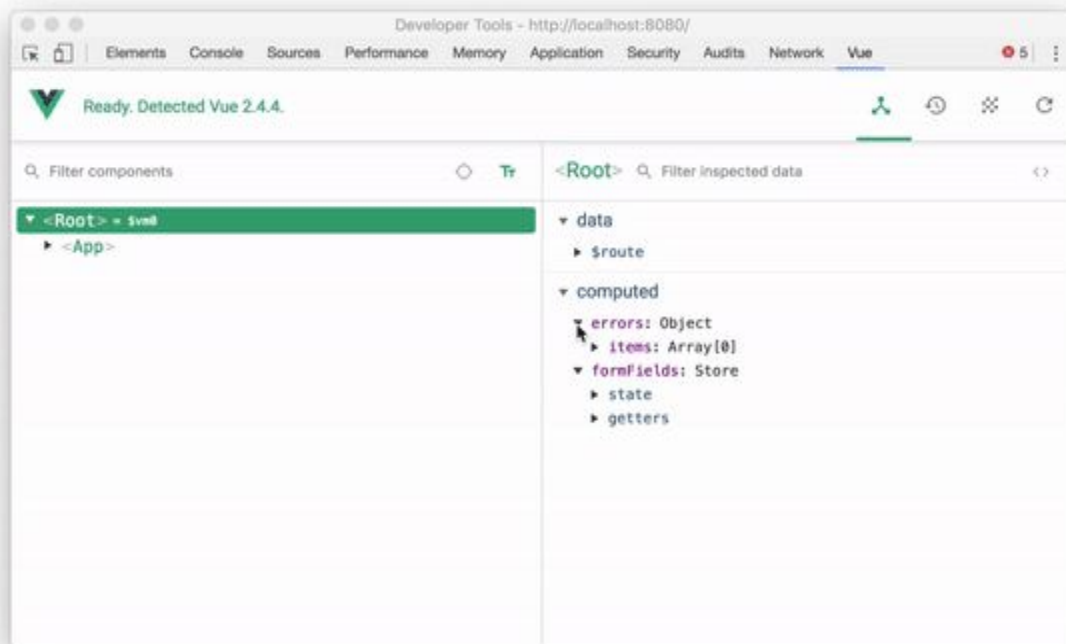 Developer Tools - http://localhost:8080/
Elements Console Sources Performance Memory Application Security Audits Network Vue 5
Ready. Detected Vue 2.4.4.
Filter components
<Root> = $vm0
<App>
<Root> Filter inspected data
data
$route
computed
errors: Object
items: Array[0]
formFields: Store
state
getters